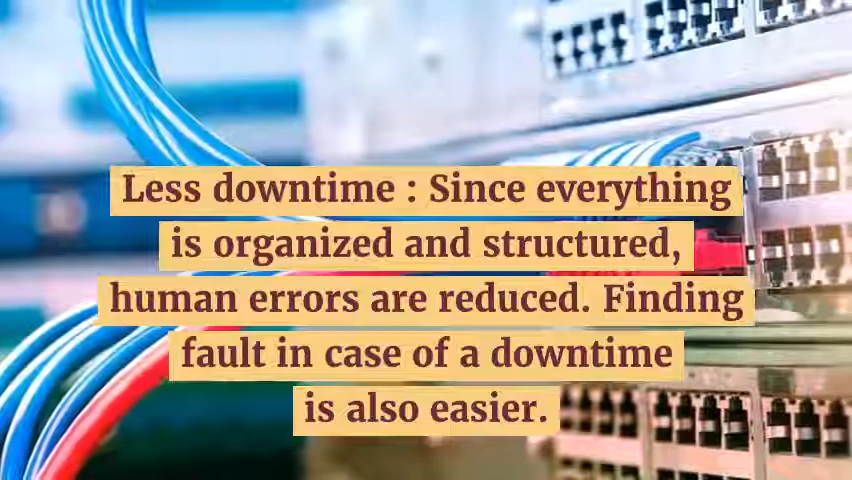 Less downtime : Since everything
is organized and structured,
human errors are reduced. Finding
fault in case of a downtime
is also easier.